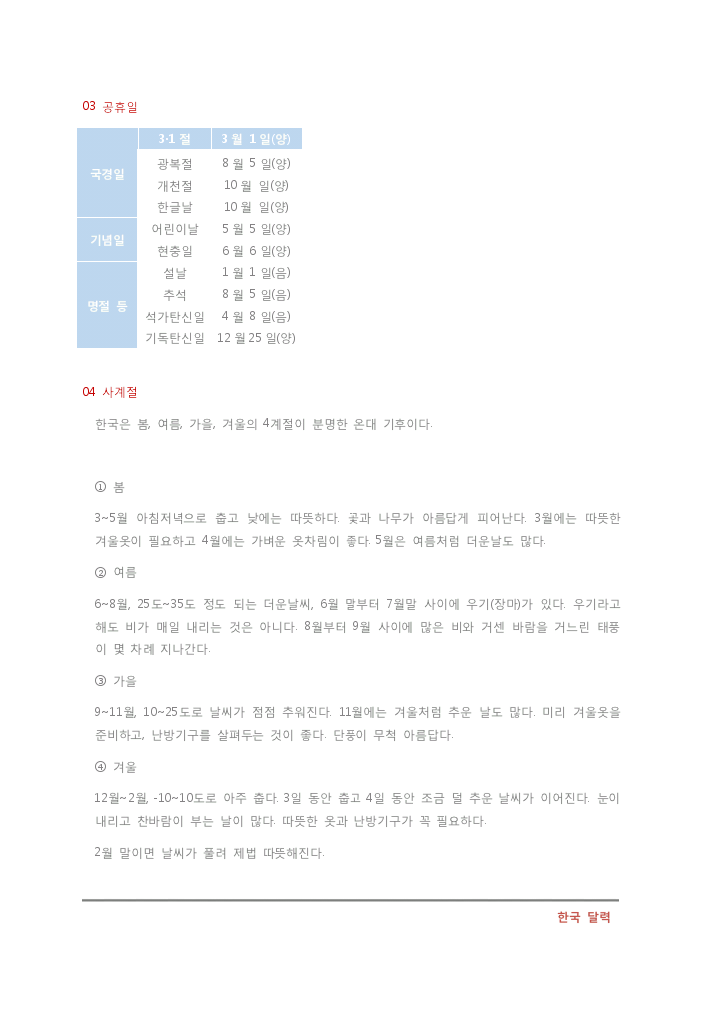 03 공휴일
국경일 3·1 절 3 월 1 일(양)
광복절 8 월 5 일(양)
개천절 10 월 일(양)
한글날 10 월 일(양)
기념일 어린이날 5 월 5 일(양)
현충일 6 월 6 일(양)
명절 등 설날 1 월 1 일(음)
추석 8 월 5 일(음)
석가탄신일 4 월 8 일(음)
기독탄신일 12 월 25 일(양)
04 사계절
한국은 봄, 여름, 가을, 겨울의 4계절이 분명한 온대 기후이다.
① 봄
3~5월 아침저녁으로 춥고 낮에는 따뜻하다. 꽃과 나무가 아름답게 피어난다. 3월에는 따뜻한
겨울옷이 필요하고 4월에는 가벼운 옷차림이 좋다. 5월은 여름처럼 더운날도 많다.
② 여름
6~8월, 25도~35도 정도 되는 더운날씨, 6월 말부터 7월말 사이에 우기(장마)가 있다. 우기라고
해도 비가 매일 내리는 것은 아니다. 8월부터 9월 사이에 많은 비와 거센 바람을 거느린 태풍
이 몇 차례 지나간다.
③ 가을
9~11월, 10~25도로 날씨가 점점 추워진다. 11월에는 겨울처럼 추운 날도 많다. 미리 겨울옷을
준비하고, 난방기구를 살펴두는 것이 좋다. 단풍이 무척 아름답다.
④ 겨울
12월~2월, -10~10도로 아주 춥다. 3일 동안 춥고 4일 동안 조금 덜 추운 날씨가 이어진다. 눈이
내리고 찬바람이 부는 날이 많다. 따뜻한 옷과 난방기구가 꼭 필요하다.
2월 말이면 날씨가 풀려 제법 따뜻해진다.
한국 달력